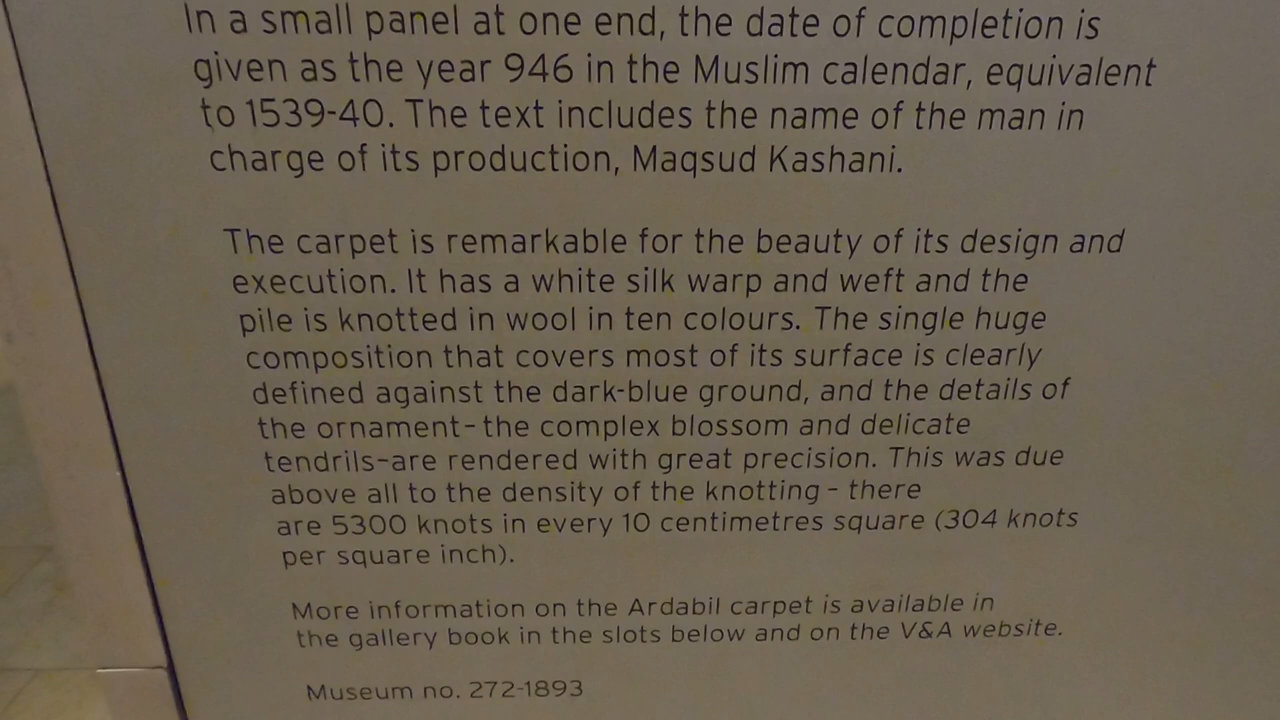 In a small panel at one end, the date of completion is
given as the year 946 in the Muslim calendar, equivalent
to 1539-40. The text includes the name of the man in
charge of its production, Maqsud Kashani.
The carpet is remarkable for the beauty of its design and
execution. It has a white silk warp and weft and the
pile is knotted in wool in ten colours. The single huge
composition that covers most of its surface is clearly
defined against the dark-blue ground, and the details of
the ornament – the complex blossom and delicate
tendrils – are rendered with great precision. This was due
above all to the density of the knotting – there
are 5300 knots in every 10 centimetres square (304 knots
per square inch).
More information on the Ardabil carpet is available in
the gallery book in the slots below and on the V&A website.
Museum no. 272-1893